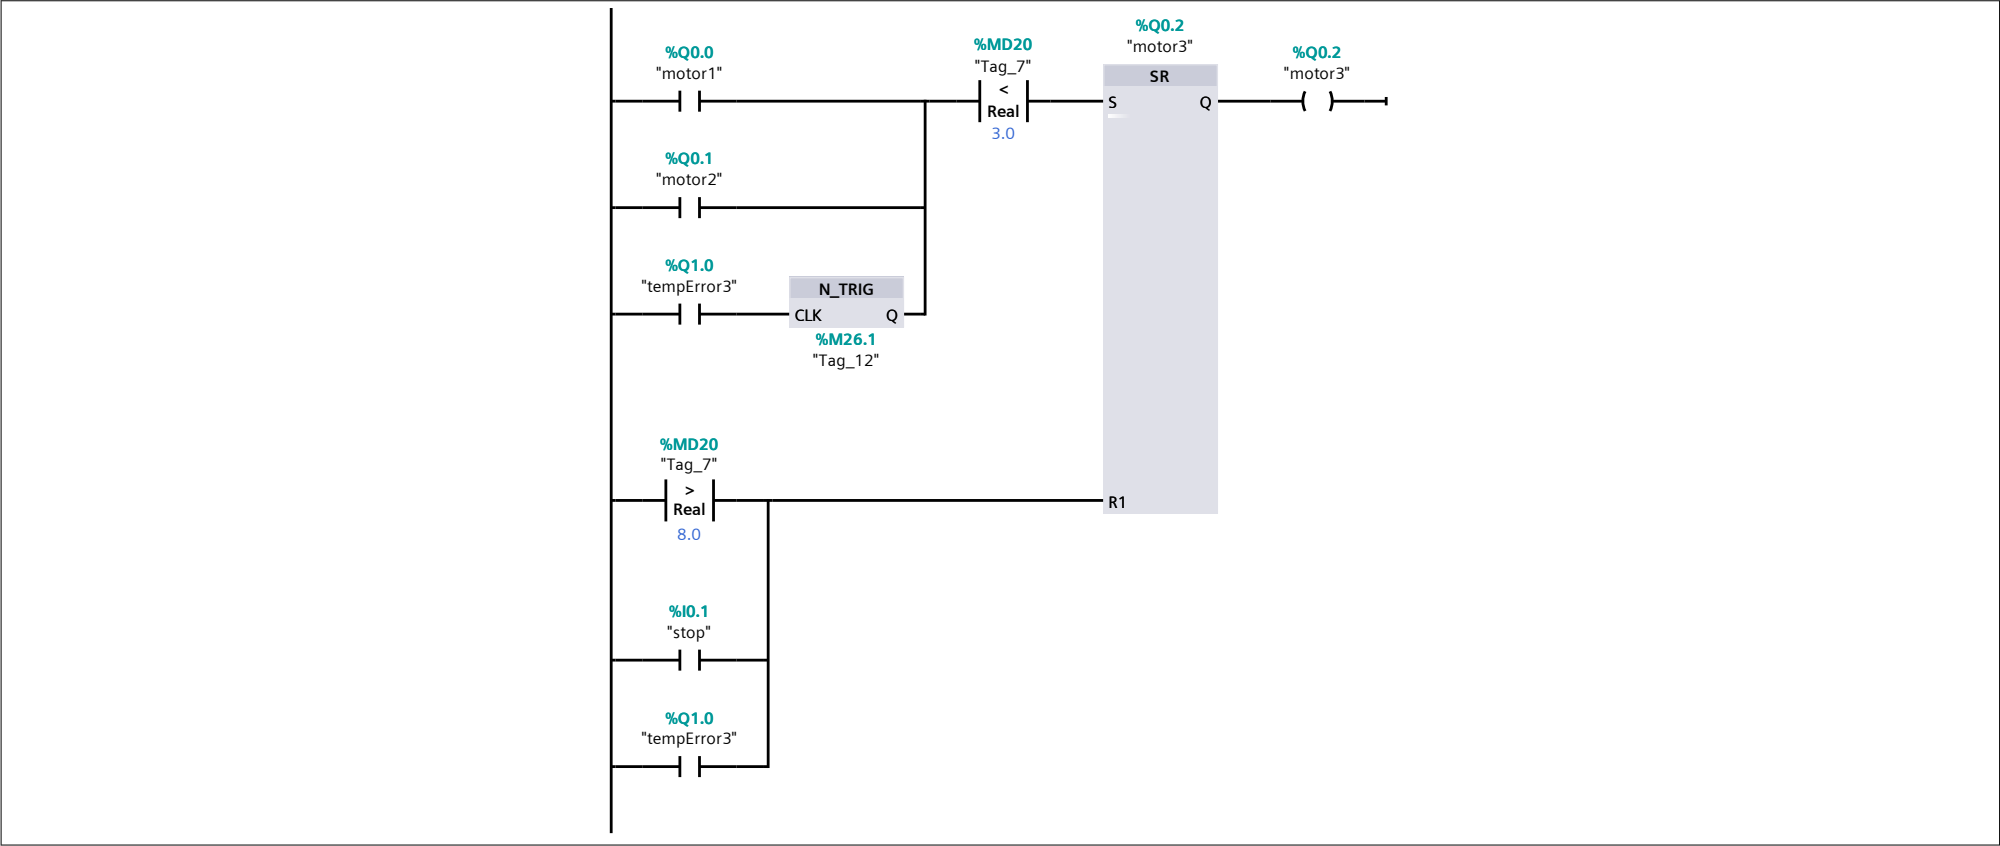 %Q0.0
"motor1"
%MD20
"Tag_7"
<
Real
3.0
%Q0.2
"motor3"
SR
S
Q
%Q0.2
"motor3"
%Q0.1
"motor2"
%Q1.0
"tempError3"
N_TRIG
CLK
Q
%M26.1
"Tag_12"
%MD20
"Tag_7"
>
Real
8.0
R1
%I0.1
"stop"
%Q1.0
"tempError3"